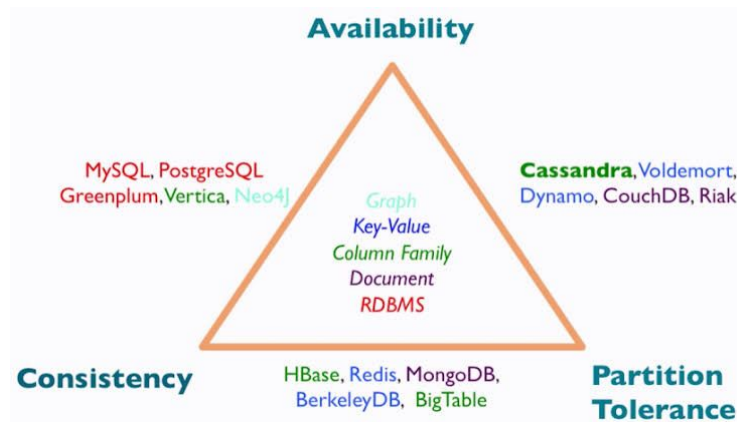 Availability
MySQL, PostgreSQL
Greenplum,Vertica, Neo4J
Cassandra,Voldemort,
Dynamo, CouchDB, Riak
Graph
Key-Value
Column Family
Document
RDBMS
Consistency
HBase, Redis, MongoDB,
BerkeleyDB, BigTable
Partition
Tolerance